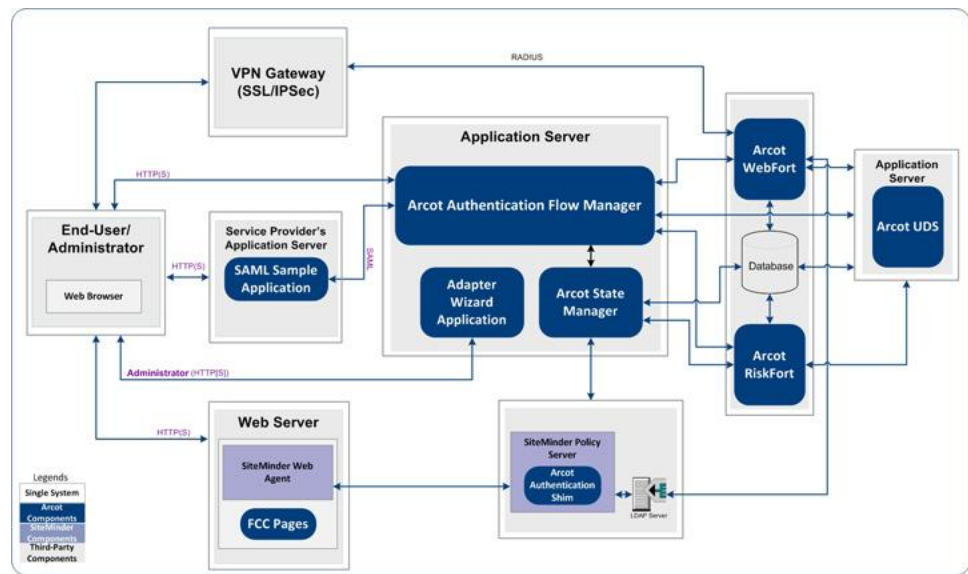 RADIUS
VPN Gateway
(SSL/IPSec)
Application Server
Arcot
WebFort
Application
Server
Arcot UDS
HTTP(S)
Arcot Authentication Flow Manager
End-User/
Administrator
Web Browser
HTTP(S)
Service Provider's
Application Server
SAML Sample
Application
SAML
Adapter
Wizard
Application
Arcot State
Manager
Database
Arcot
RiskFort
Administrator (HTTP[S])
HTTP(S)
Web Server
SiteMinder Web
Agent
FCC Pages
SiteMinder Policy
Server
Arcot
Authentication
Shim
LDAP Server
Legends
Single System
Arcot
Components
SiteMinder
Components
Third-Party
Components